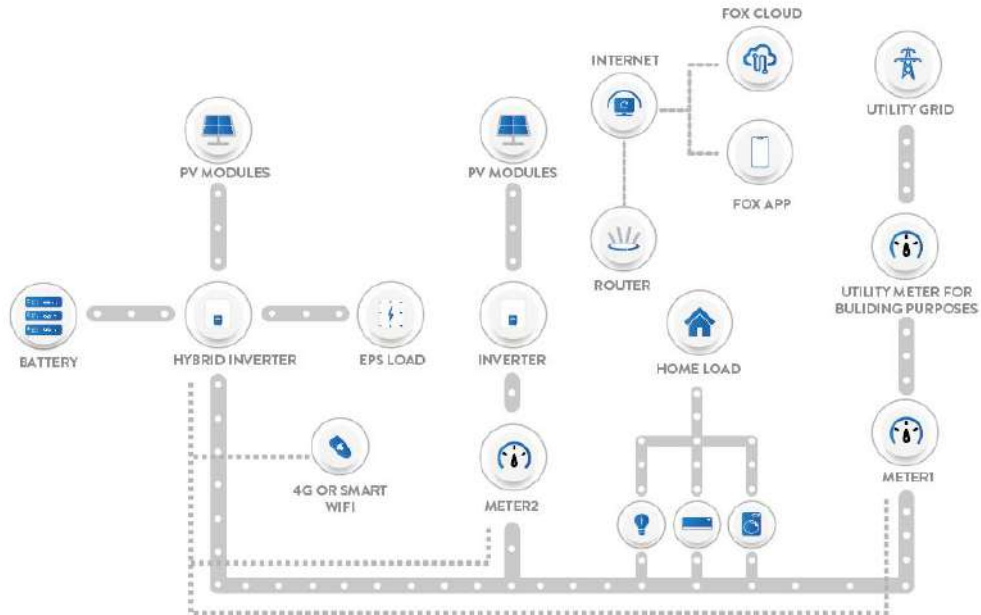 FOX CLOUD
INTERNET
UTILITY GRID
PV MODULES
PV MODULES
FOX APP
ROUTER
UTILITY METER FOR
BULIDING PURPOSES
BATTERY
HYBRID INVERTER
EPS LOAD
INVERTER
HOME LOAD
4G OR SMART
WIFI
METER2
METER1